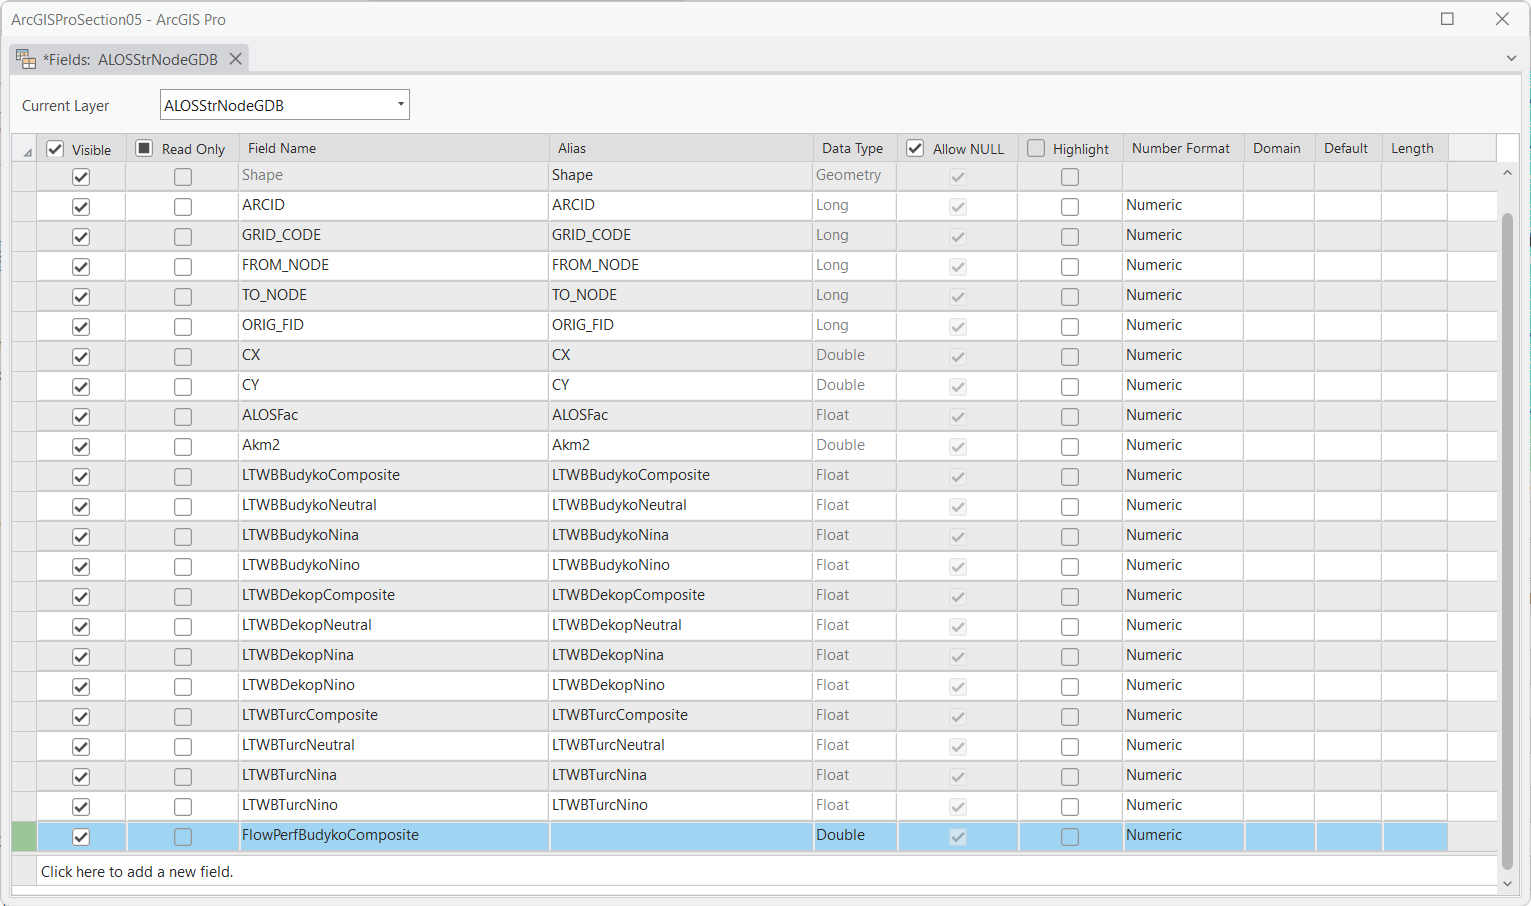 ArcGISProSection05 - ArcGIS Pro
*Fields: ALOSStrNodeGDB
Current Layer ALOSStrNodeGDB
Visible Read Only Field Name Alias Data Type Allow NULL Highlight Number Format Domain Default Length
Shape Shape Geometry
ARCID ARCID Long Numeric
GRID_CODE GRID_CODE Long Numeric
FROM_NODE FROM_NODE Long Numeric
TO_NODE TO_NODE Long Numeric
ORIG_FID ORIG_FID Long Numeric
CX CX Double Numeric
CY CY Double Numeric
ALOSFac ALOSFac Float Numeric
Akm2 Akm2 Double Numeric
LTWBBudykoComposite LTWBBudykoComposite Float Numeric
LTWBBudykoNeutral LTWBBudykoNeutral Float Numeric
LTWBBudykoNina LTWBBudykoNina Float Numeric
LTWBBudykoNino LTWBBudykoNino Float Numeric
LTWBDekopComposite LTWBDekopComposite Float Numeric
LTWBDekopNeutral LTWBDekopNeutral Float Numeric
LTWBDekopNina LTWBDekopNina Float Numeric
LTWBDekopNino LTWBDekopNino Float Numeric
LTWBTurcComposite LTWBTurcComposite Float Numeric
LTWBTurcNeutral LTWBTurcNeutral Float Numeric
LTWBTurcNina LTWBTurcNina Float Numeric
LTWBTurcNino LTWBTurcNino Float Numeric
FlowPerfBudykoComposite Double Numeric
Click here to add a new field.